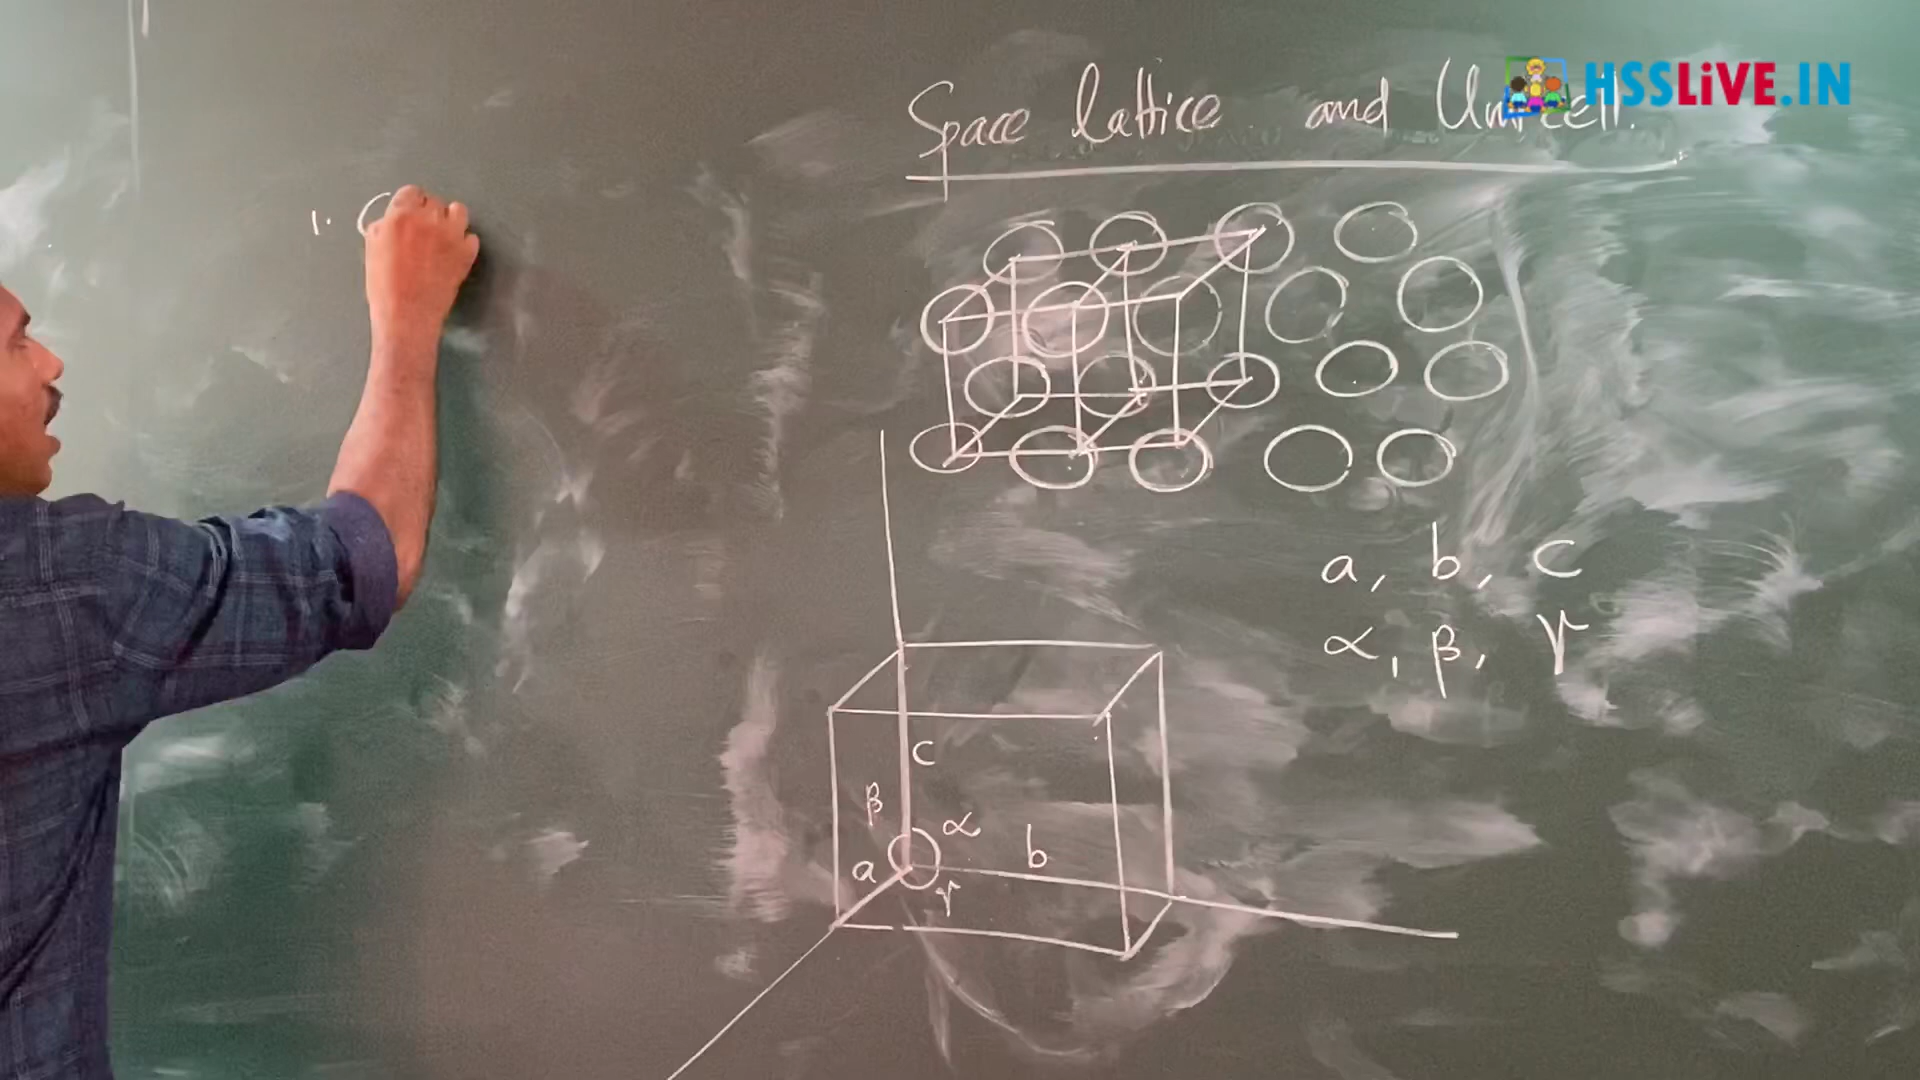 HSSLiVE.IN
Space lattice and Unit cell.
1.
a, b, c
α, β, γ
c
β
α
a
b
γ